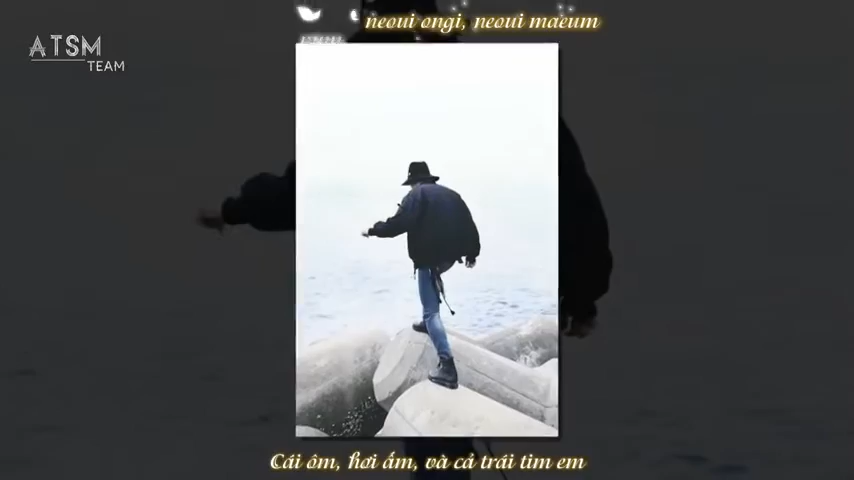 neoui ongi, neoui maeum
ATSM
TEAM
Cái ôm, hơi ấm, và cả trái tim em